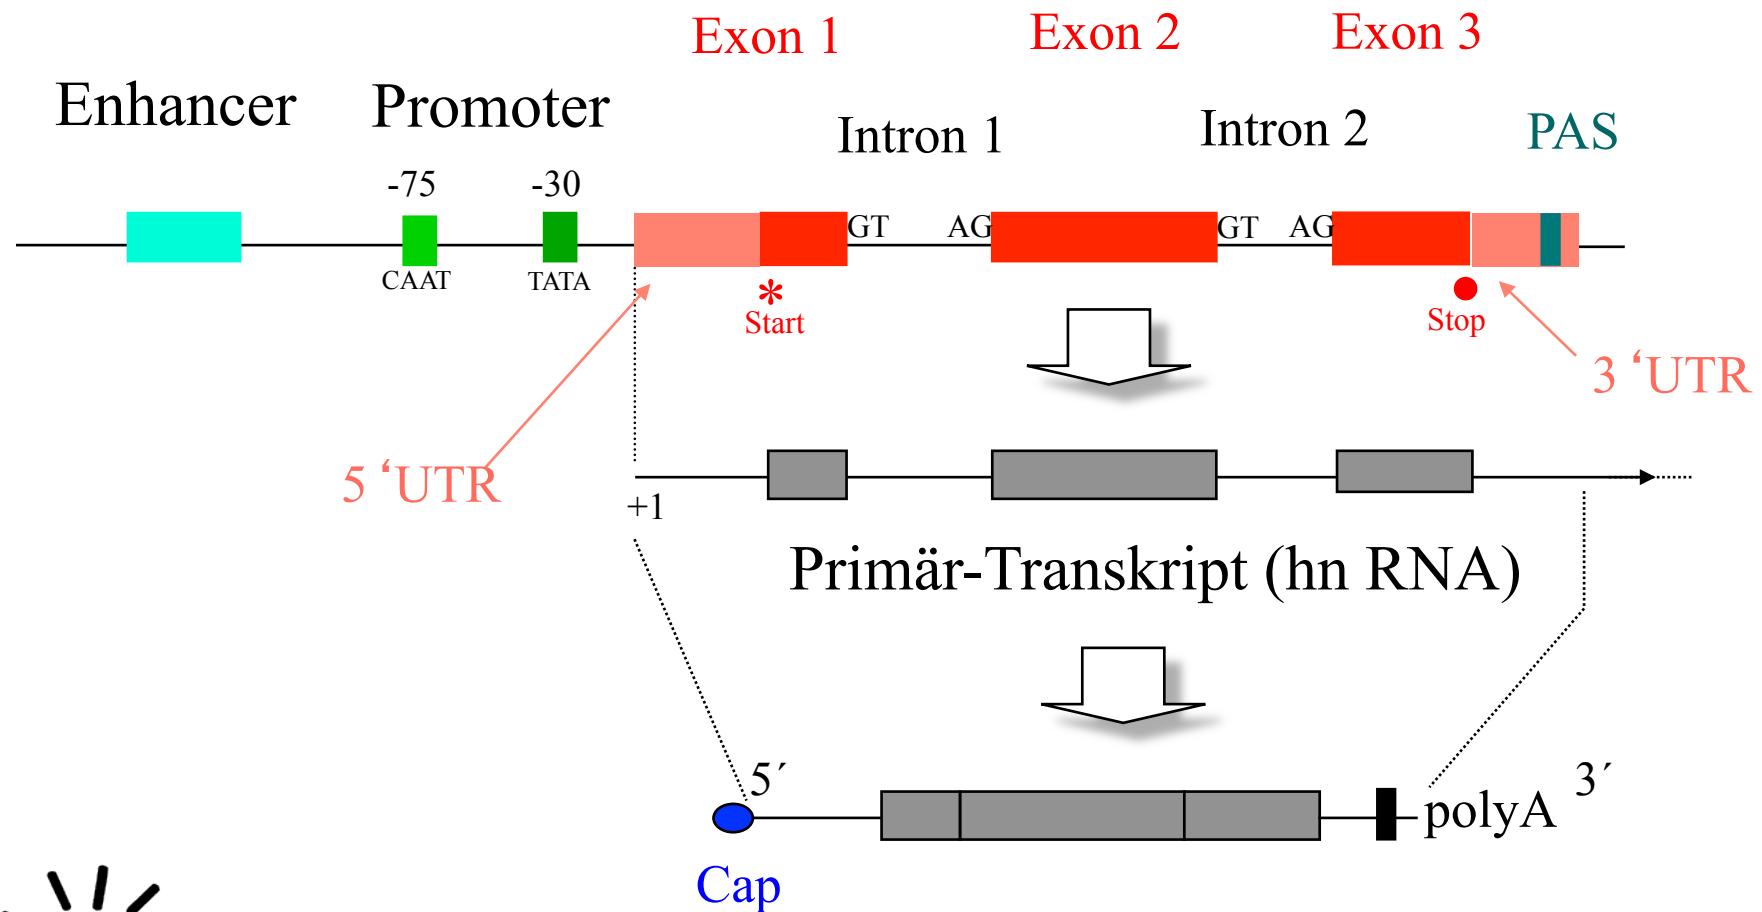 Exon 1 Exon 2 Exon 3
Enhancer Promoter Intron 1 Intron 2 PAS
-75 -30
GT AG GT AG
CAAT TATA
* Start Stop
3 ‘UTR
5 ‘UTR
+1
Primär-Transkript (hn RNA)
5´ 3´
polyA
Cap